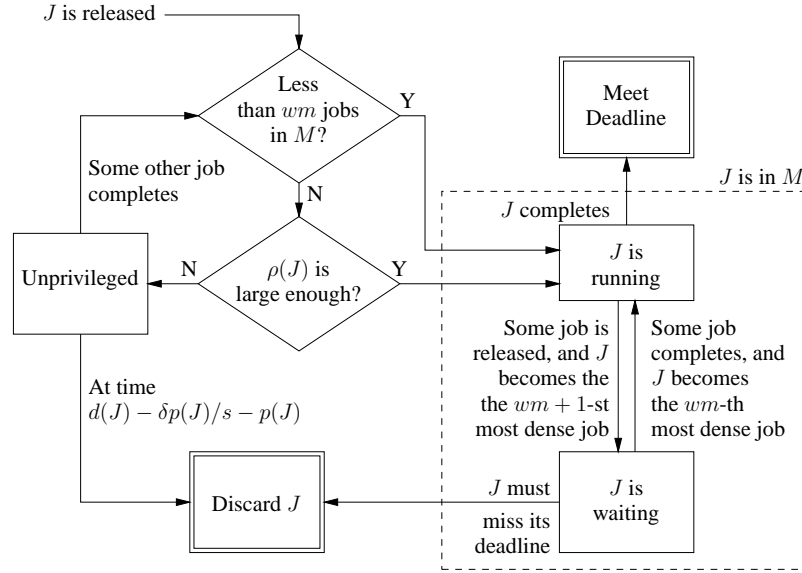 J is released
Less
than wm jobs
in M?
Y
Meet
Deadline
Some other job
completes
N
J is in M
J completes
Unprivileged
N
ρ(J) is
large enough?
Y
J is
running
Some job is
released, and J
becomes the
the wm + 1-st
most dense job
Some job
completes, and
J becomes
the wm-th
most dense job
At time
d(J) − δp(J)/s − p(J)
Discard J
J must
miss its
deadline
J is
waiting